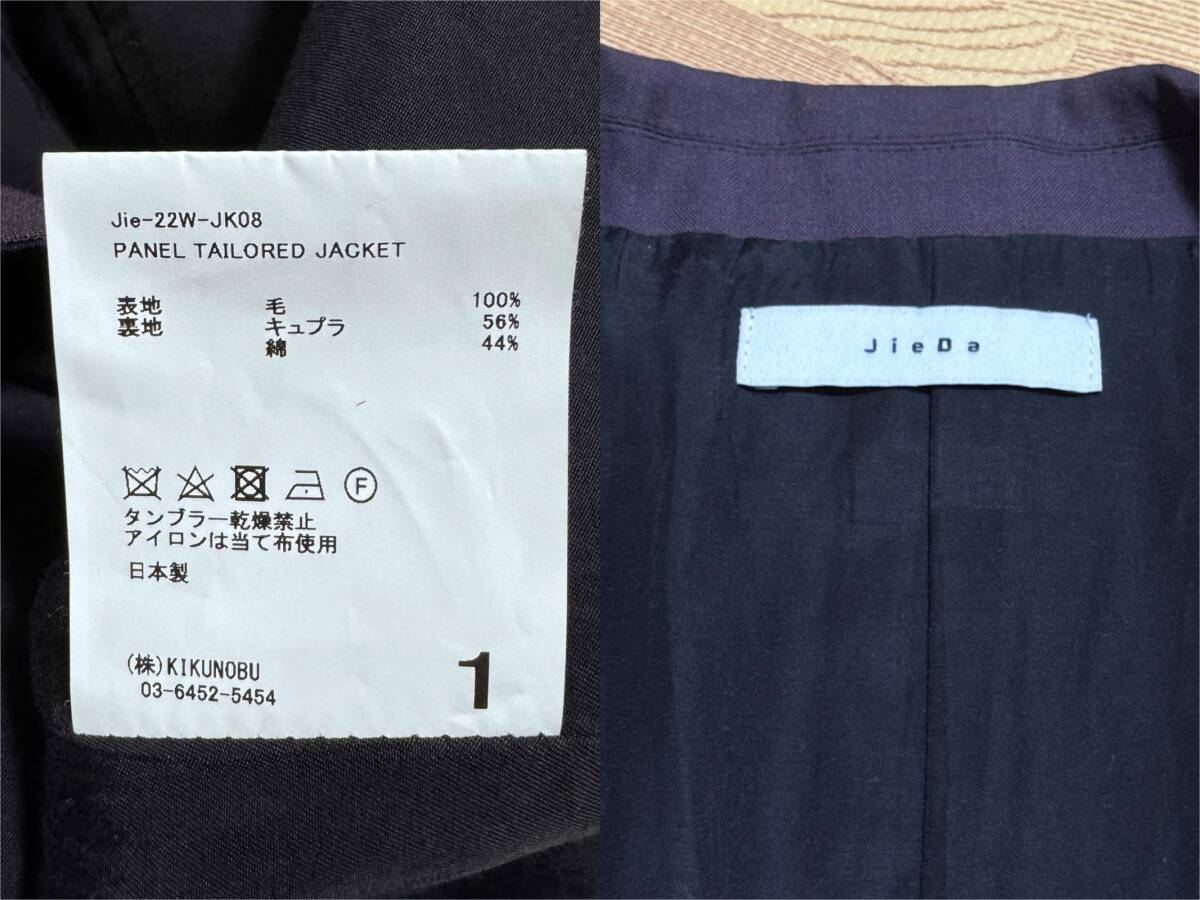 Jie-22W-JK08
PANEL TAILORED JACKET
表地 毛 100%
裏地 キュプラ 56%
綿 44%
F
タンブラー乾燥禁止
アイロンは当て布使用
日本製
(株)KIKUNOBU
03-6452-5454
1
JieDa